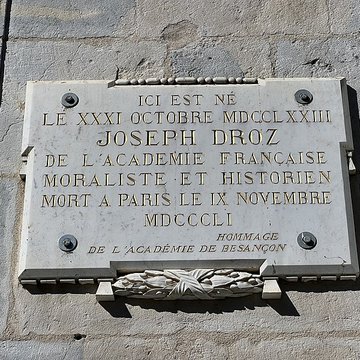 ICI EST NÉ
LE XXXI OCTOBRE MDCCLXXIII
JOSEPH DROZ
DE L'ACADEMIE FRANÇAISE
MORALISTE ET HISTORIEN
MORT A PARIS LE IX NOVEMBRE
MDCCCLI
HOMMAGE
DE L'ACADÉMIE DE BESANÇON